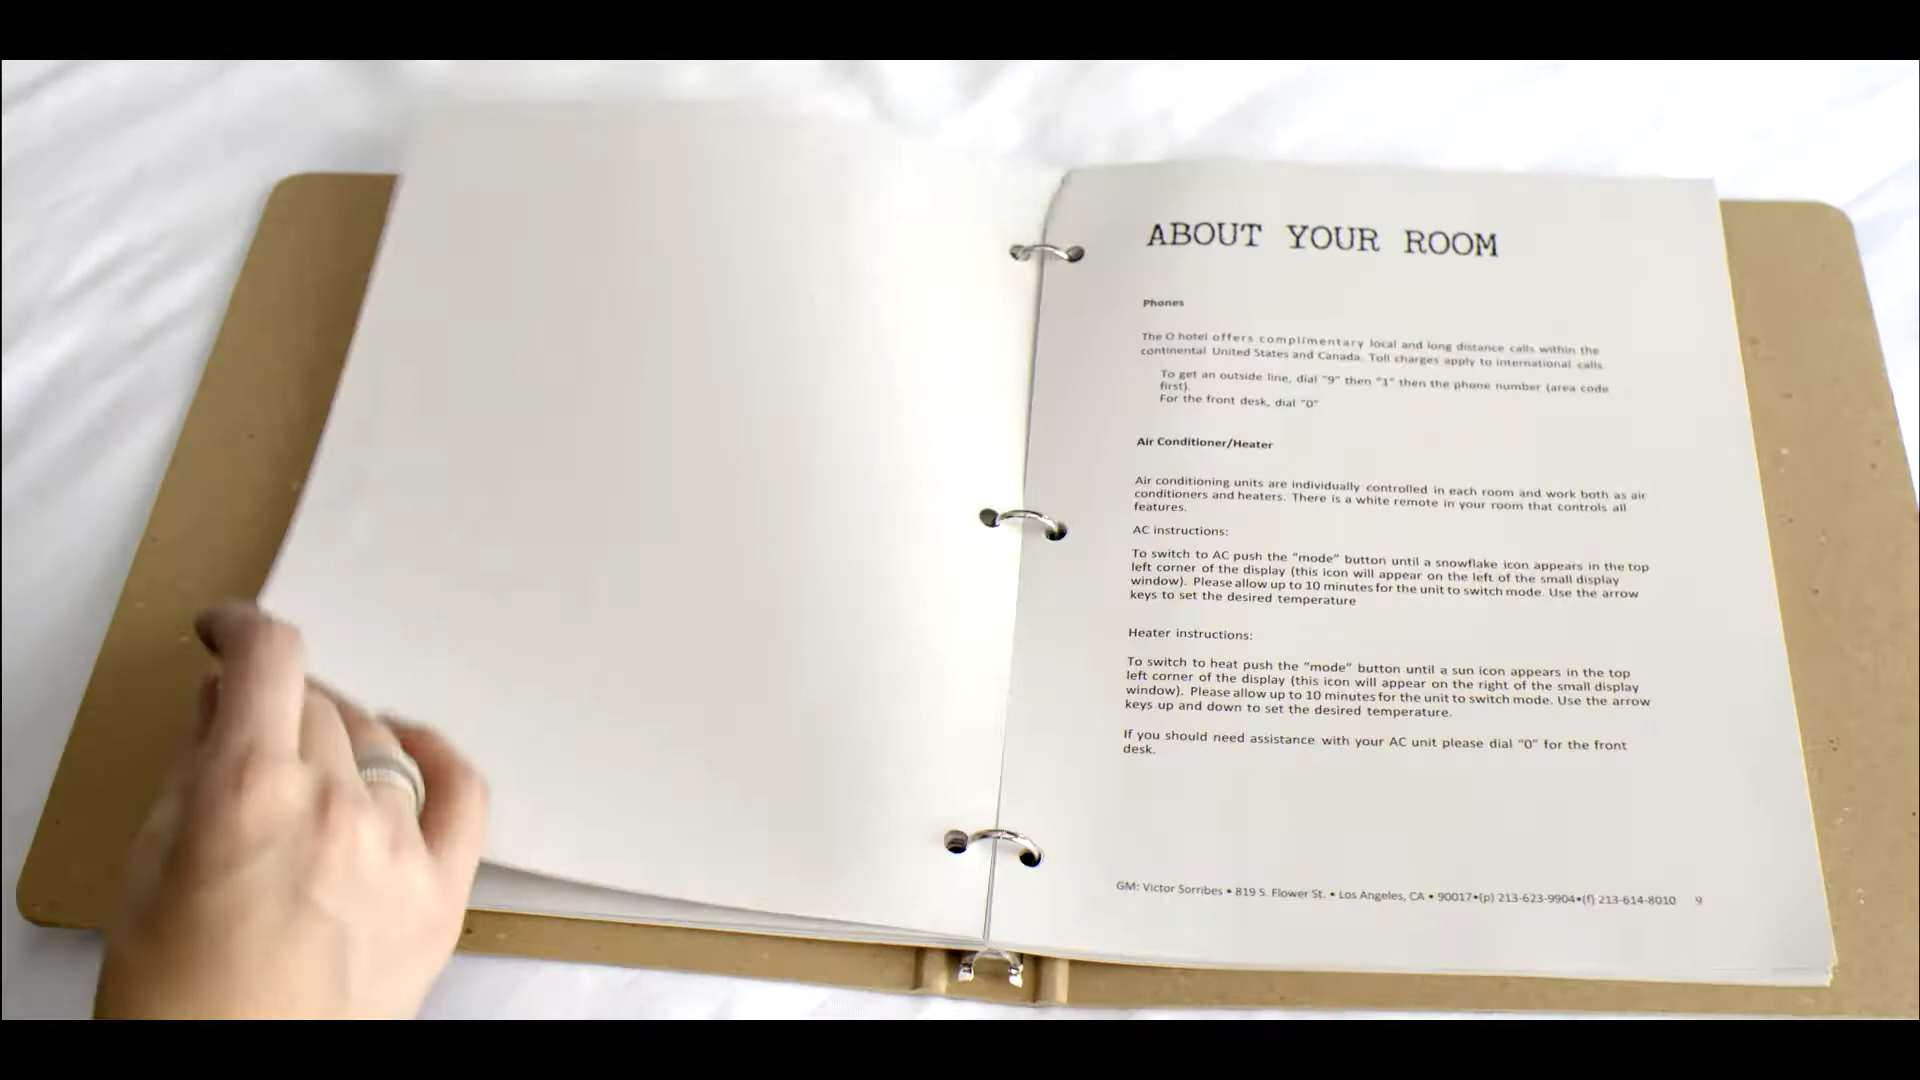 ABOUT YOUR ROOM
Phones
The O hotel offers complimentary local and long distance calls within the
continental United States and Canada. Toll charges apply to international calls.
To get an outside line, dial “9” then “1” then the phone number (area code
first).
For the front desk, dial “0”
Air Conditioner/Heater
Air conditioning units are individually controlled in each room and work both as air
conditioners and heaters. There is a white remote in your room that controls all
features.
AC instructions:
To switch to AC push the “mode” button until a snowflake icon appears in the top
left corner of the display (this icon will appear on the left of the small display
window). Please allow up to 10 minutes for the unit to switch mode. Use the arrow
keys to set the desired temperature
Heater instructions:
To switch to heat push the “mode” button until a sun icon appears in the top
left corner of the display (this icon will appear on the right of the small display
window). Please allow up to 10 minutes for the unit to switch mode. Use the arrow
keys up and down to set the desired temperature.
If you should need assistance with your AC unit please dial “0” for the front
desk.
GM: Victor Sorribes • 819 S. Flower St. • Los Angeles, CA • 90017•(p) 213-623-9904•(f) 213-614-8010 9